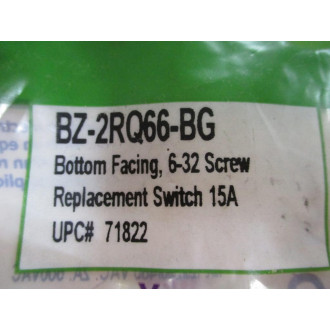 BZ-2RQ66-BG
Bottom Facing, 6-32 Screw
Replacement Switch 15A
UPC# 71822